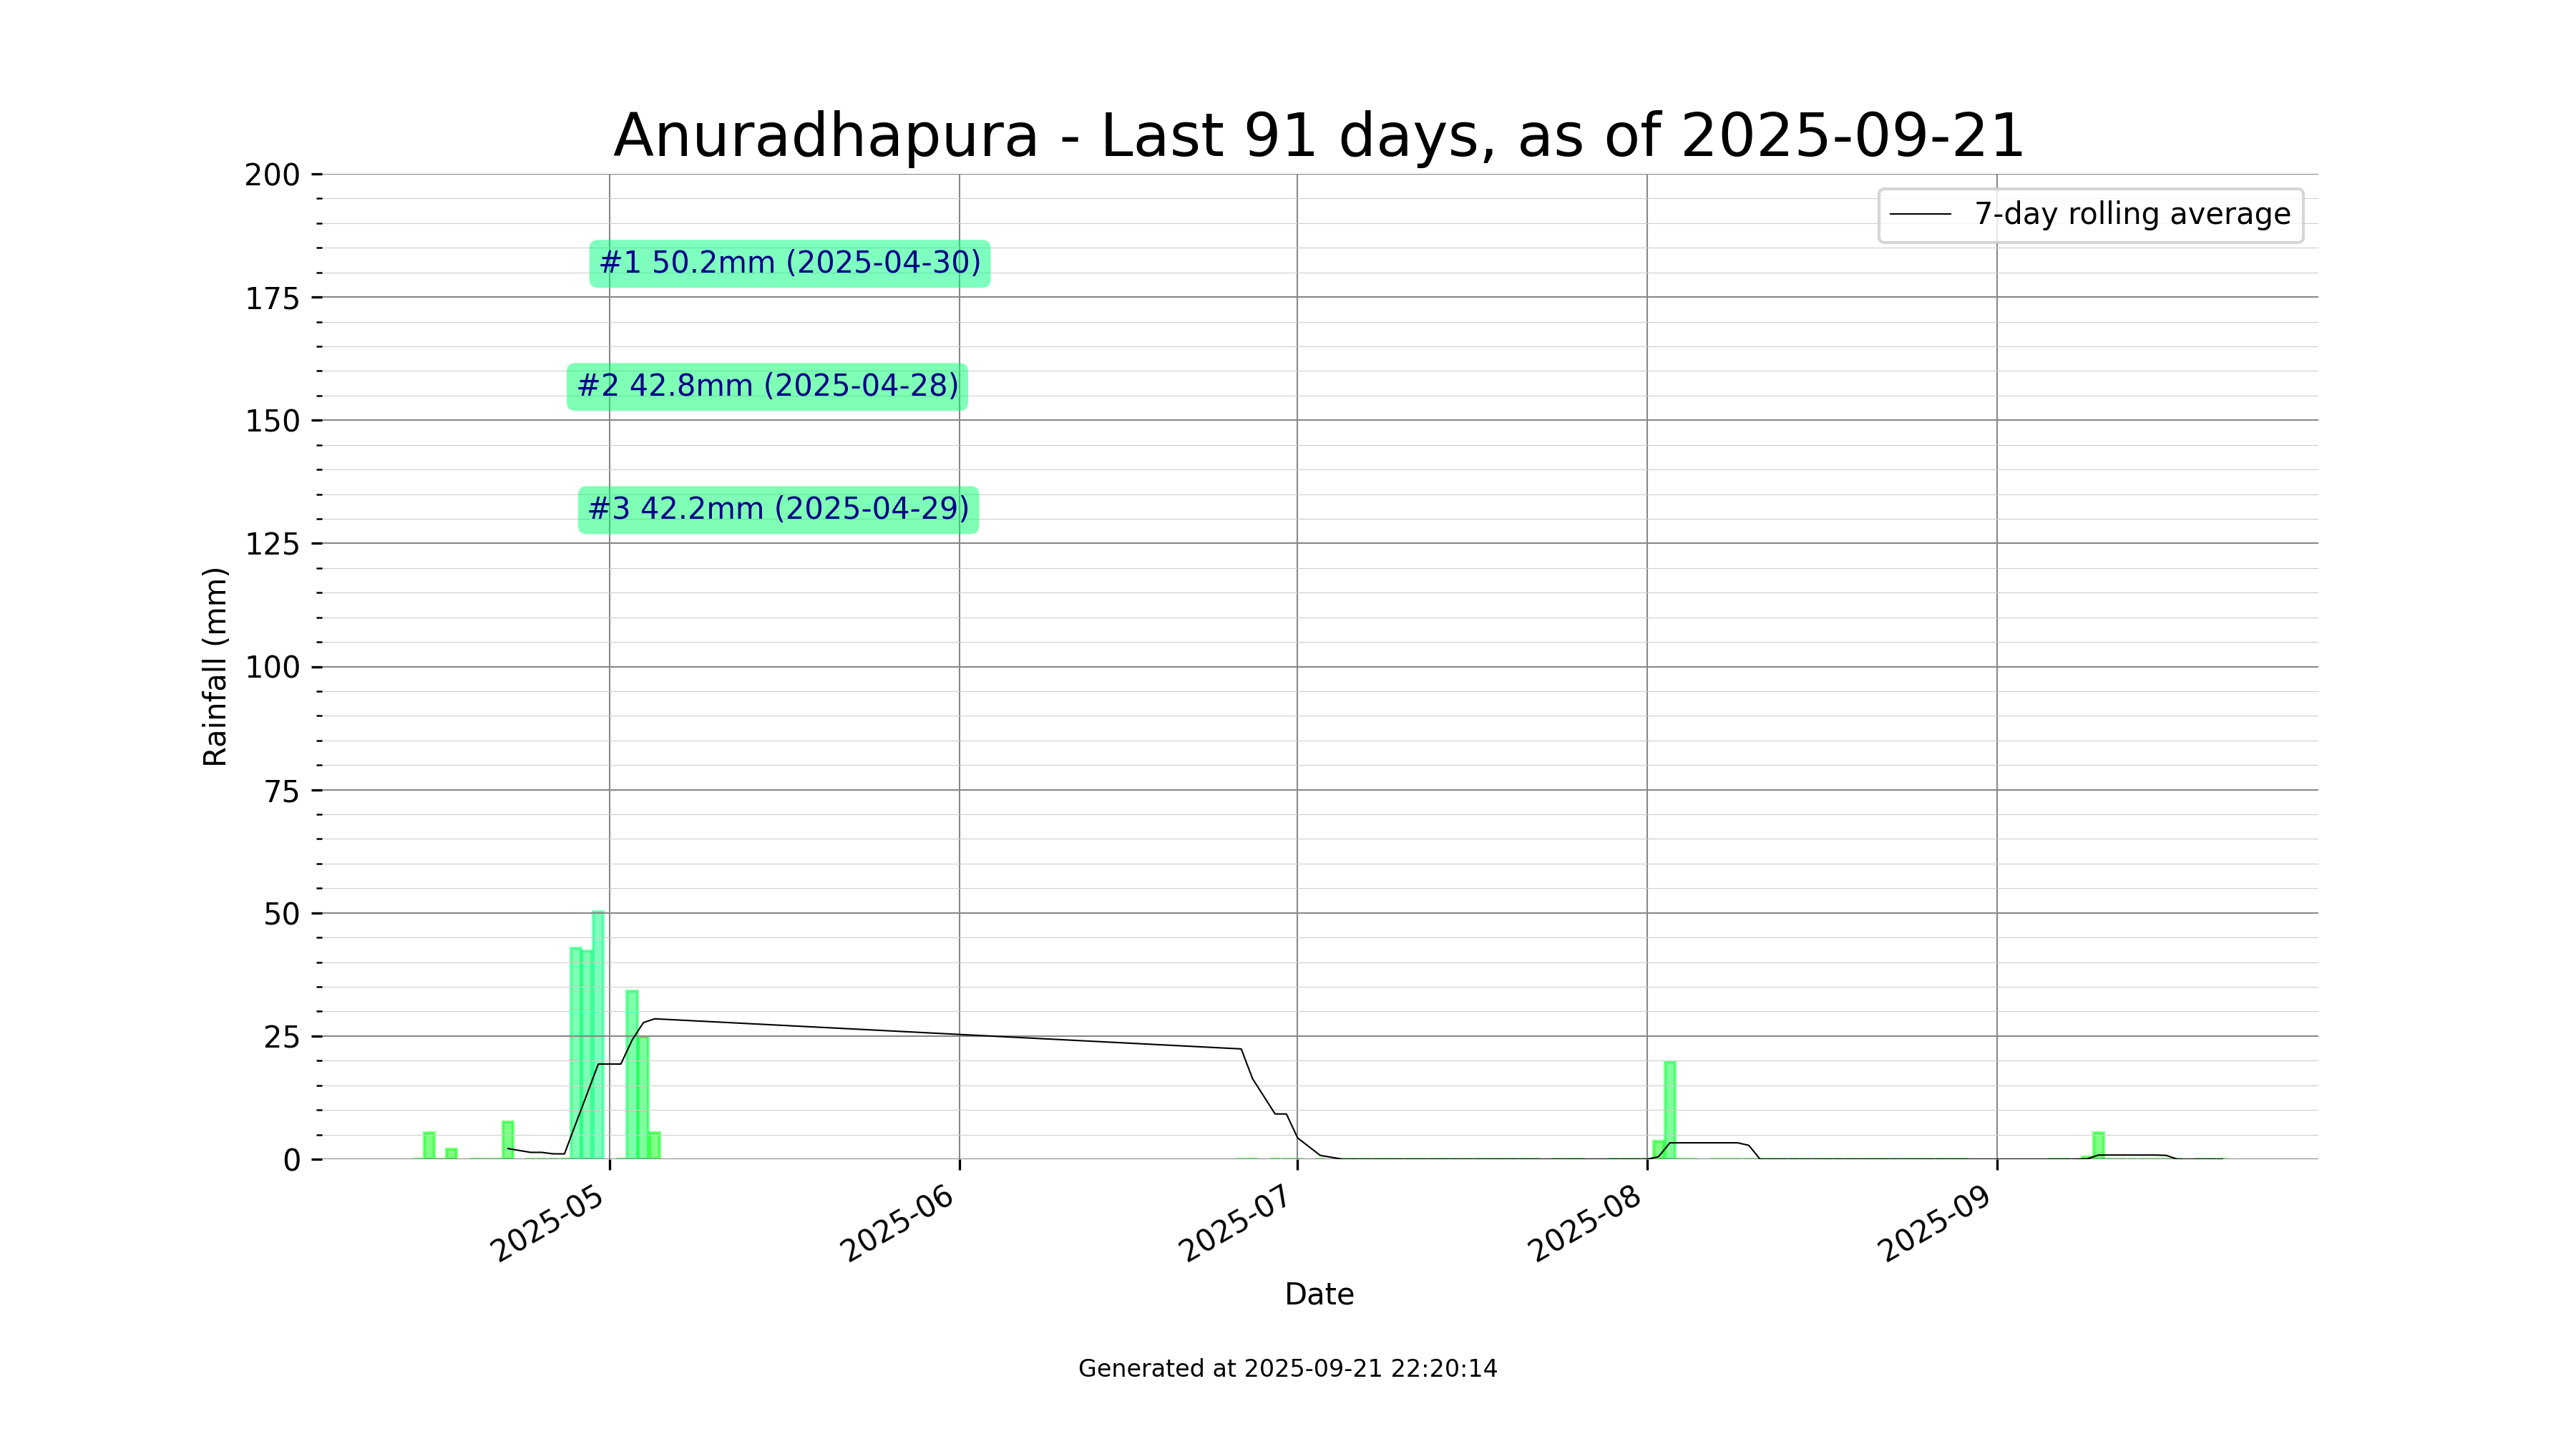 Anuradhapura - Last 91 days, as of 2025-09-21
7-day rolling average
#1 50.2mm (2025-04-30)
#2 42.8mm (2025-04-28)
#3 42.2mm (2025-04-29)
Rainfall (mm)
200
175
150
125
100
75
50
25
0
2025-05
2025-06
2025-07
2025-08
2025-09
Date
Generated at 2025-09-21 22:20:14